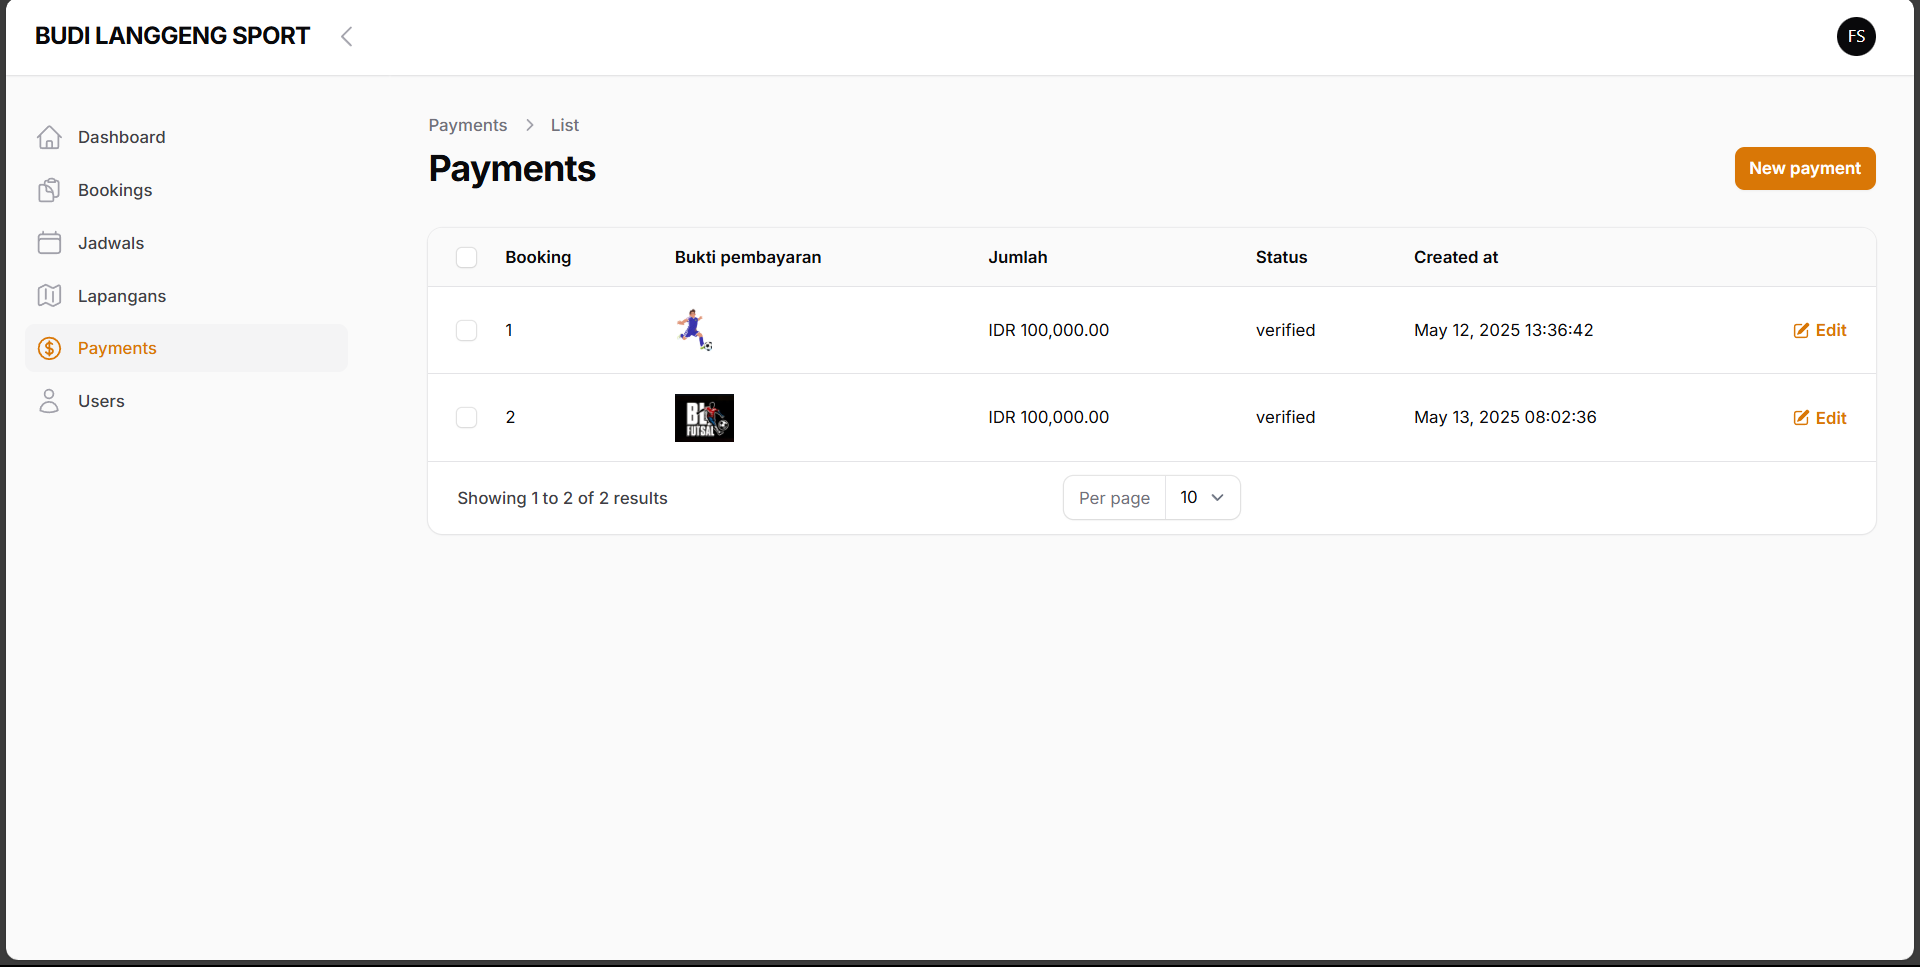 BUDI LANGGENG SPORT
FS
Dashboard
Bookings
Jadwals
Lapangans
Payments
Users
Payments > List
Payments
New payment
Booking Bukti pembayaran Jumlah Status Created at
1 IDR 100,000.00 verified May 12, 2025 13:36:42 Edit
2 BL FUTSAL IDR 100,000.00 verified May 13, 2025 08:02:36 Edit
Showing 1 to 2 of 2 results
Per page 10